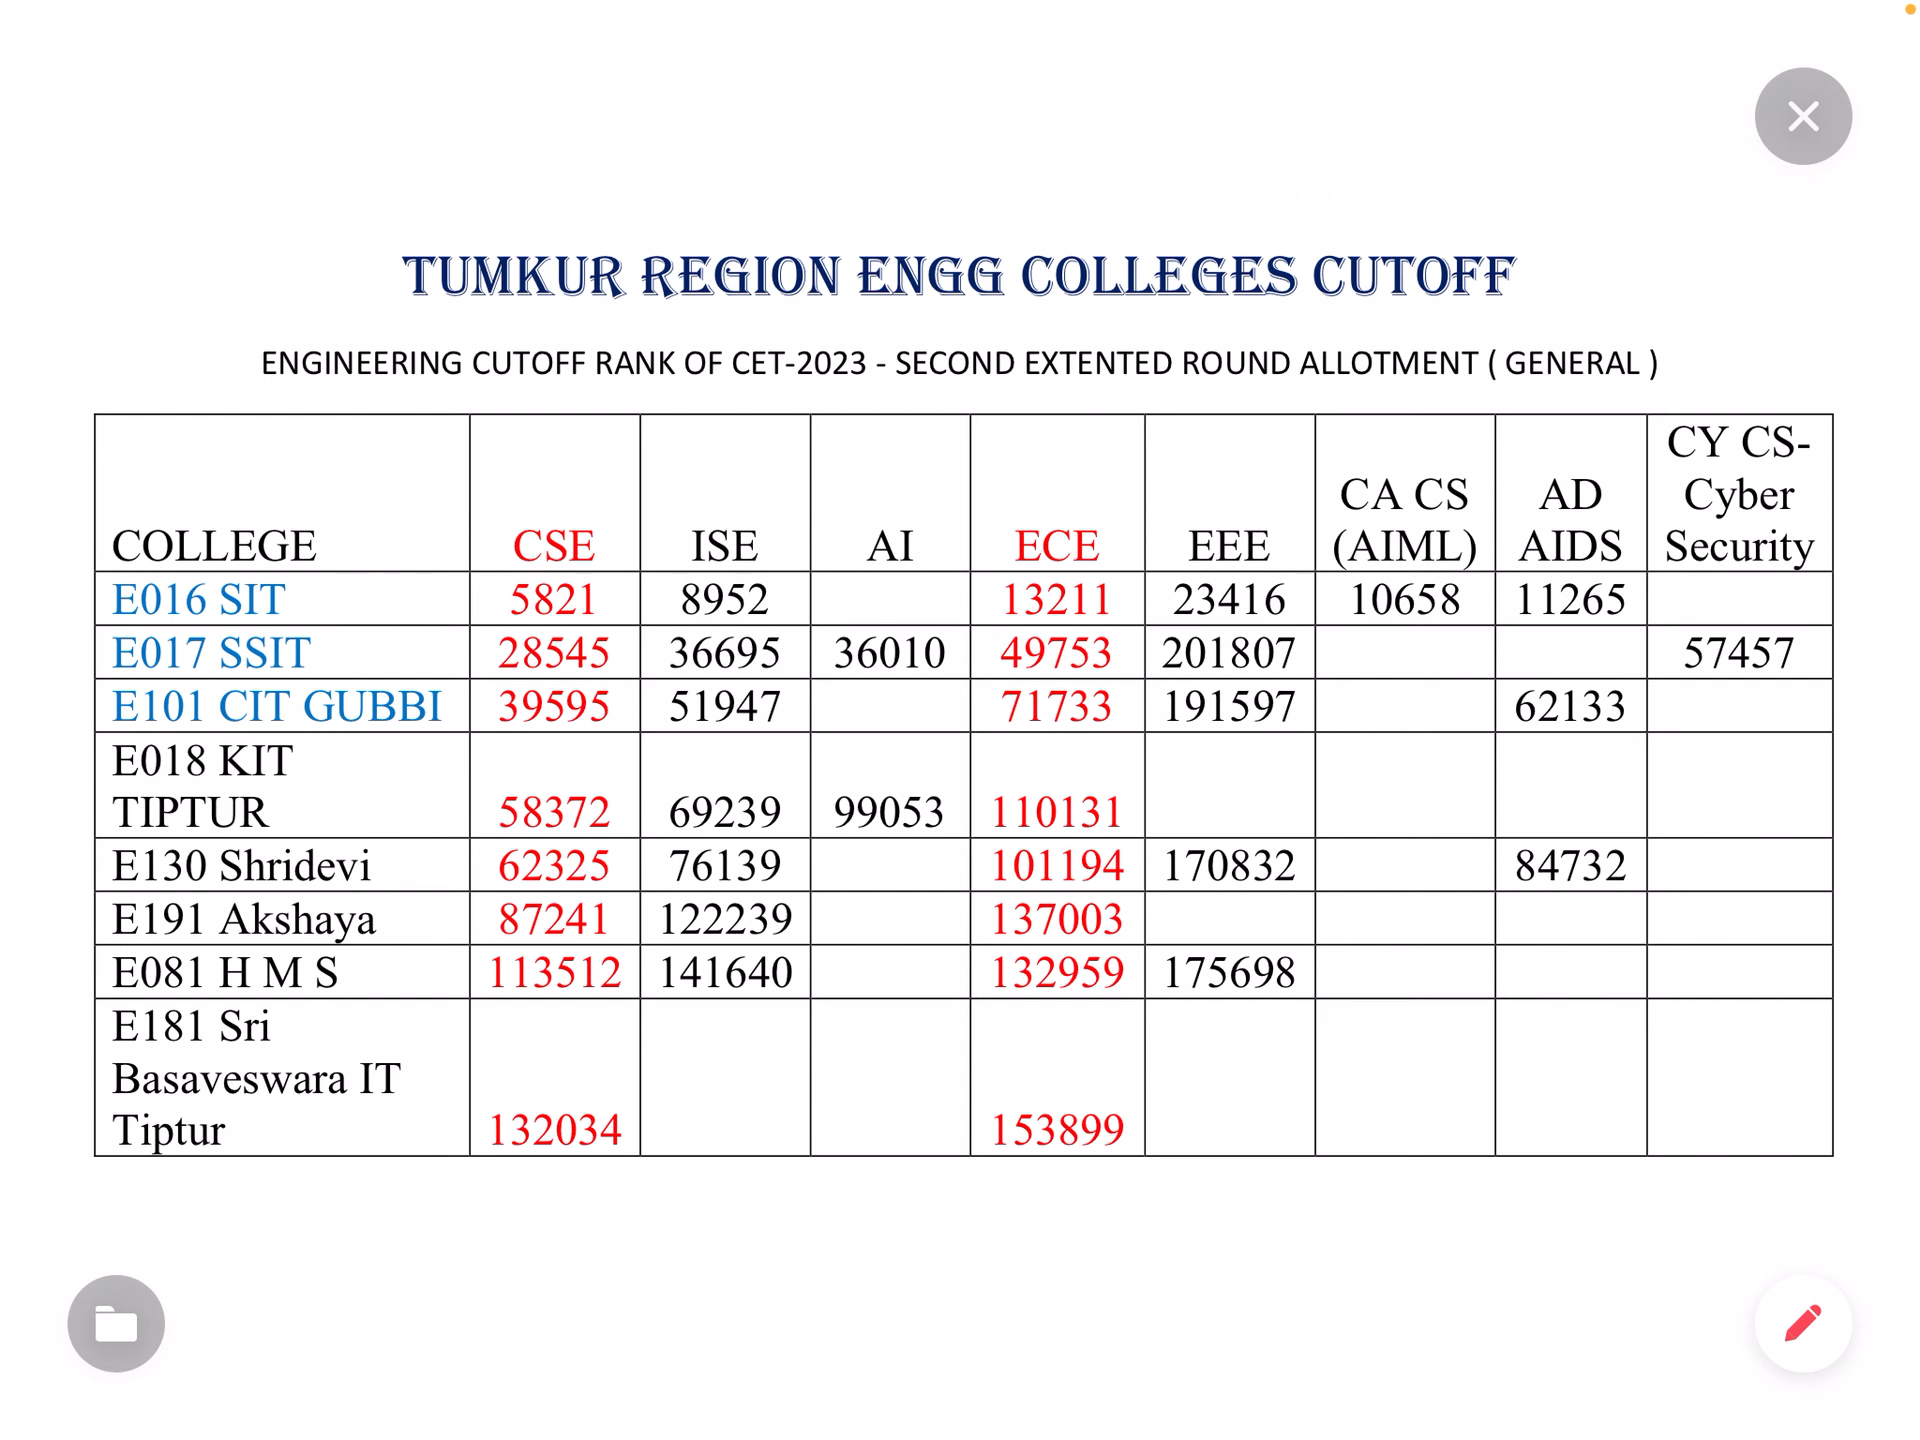 TUMKUR REGION ENGG COLLEGES CUTOFF
ENGINEERING CUTOFF RANK OF CET-2023 - SECOND EXTENTED ROUND ALLOTMENT ( GENERAL )
COLLEGE CSE ISE AI ECE EEE CA CS (AIML) AD AIDS CY CS-Cyber Security
E016 SIT 5821 8952 13211 23416 10658 11265
E017 SSIT 28545 36695 36010 49753 201807 57457
E101 CIT GUBBI 39595 51947 71733 191597 62133
E018 KIT TIPTUR 58372 69239 99053 110131
E130 Shridevi 62325 76139 101194 170832 84732
E191 Akshaya 87241 122239 137003
E081 H M S 113512 141640 132959 175698
E181 Sri Basaveswara IT Tiptur 132034 153899